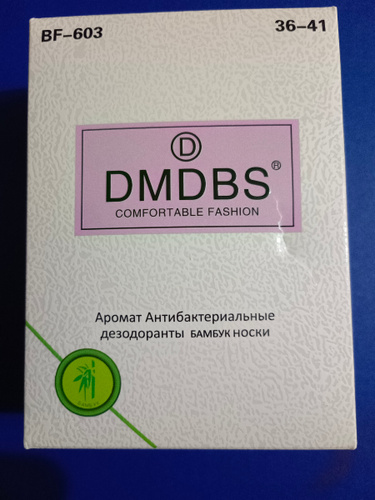 BF-603 36-41
D
DMDBS®
COMFORTABLE FASHION
Аромат Антибактериальные
дезодоранты БАМБУК НОСКИ